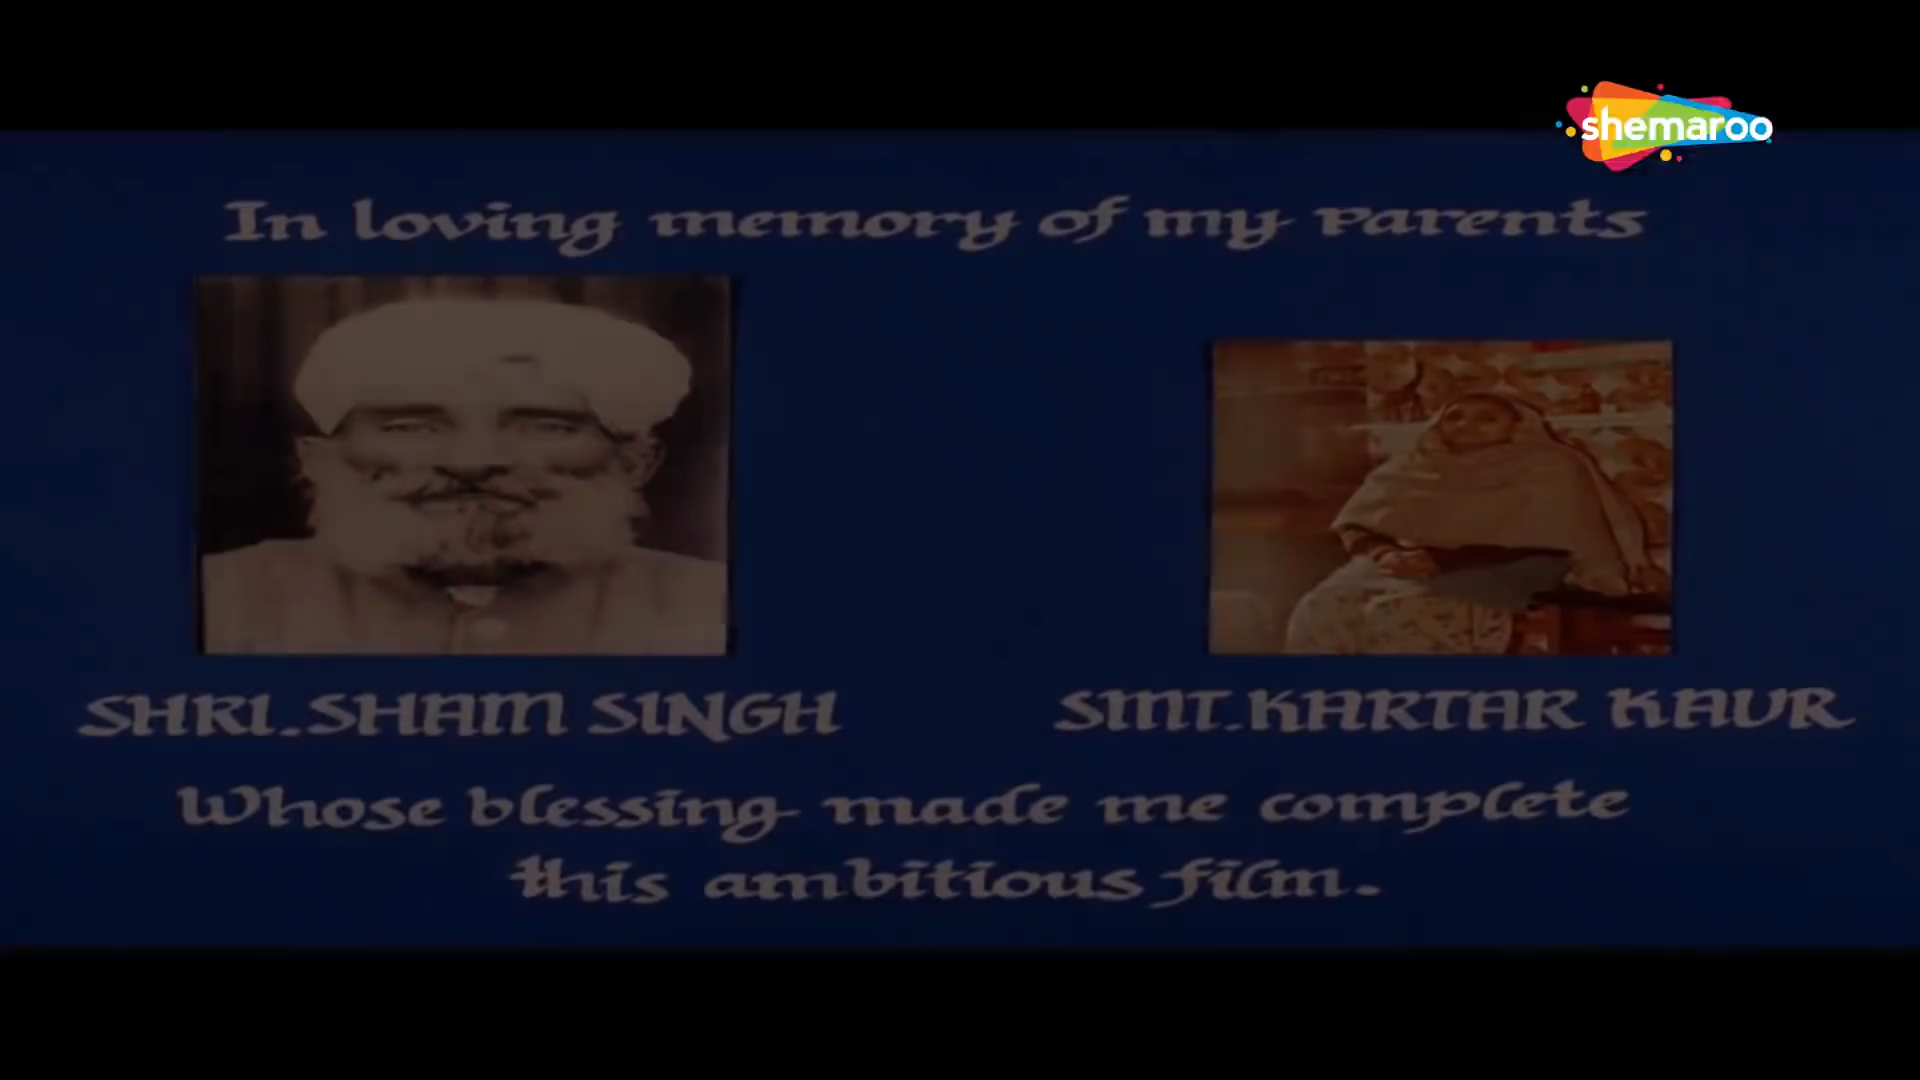 shemaroo
In loving memory of my Parents
SHRI.SHAM SINGH
SMT.KARTAR KAUR
Whose blessing made me complete
this ambitious film.